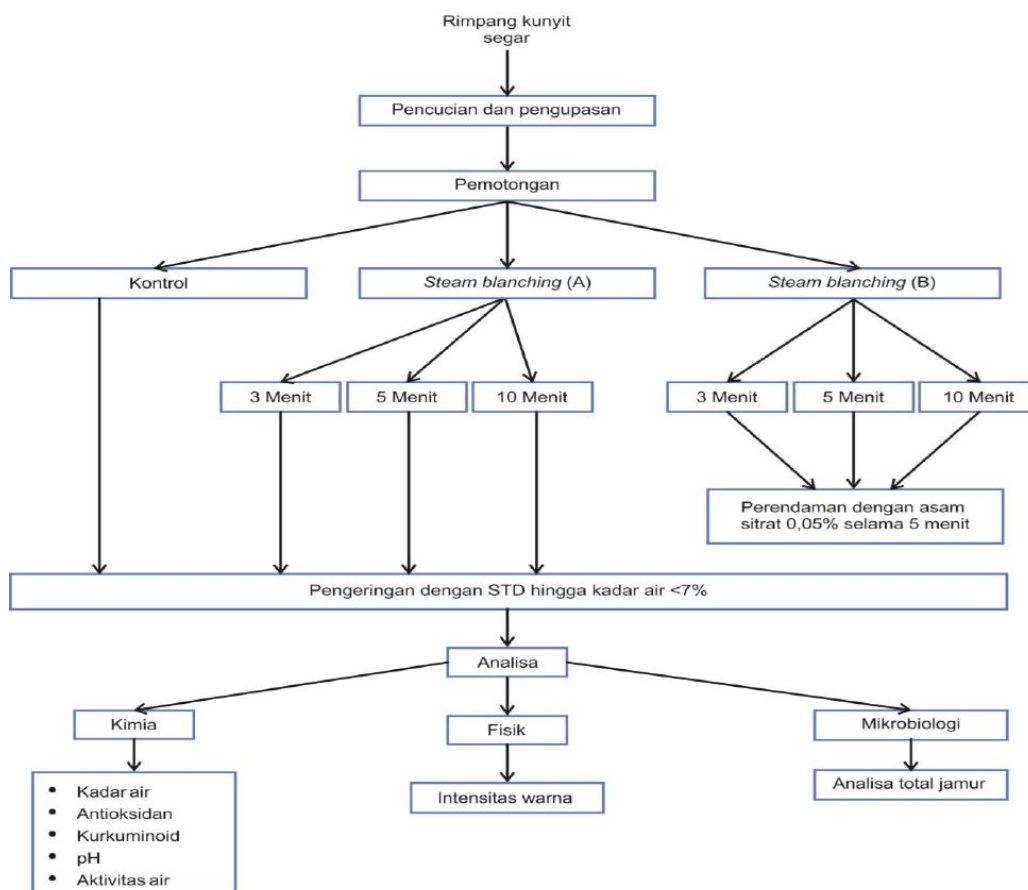 Rimpang kunyit
segar
Pencucian dan pengupasan
Pemotongan
Kontrol
Steam blanching (A)
Steam blanching (B)
3 Menit
5 Menit
10 Menit
3 Menit
5 Menit
10 Menit
Perendaman dengan asam
sitrat 0,05% selama 5 menit
Pengeringan dengan STD hingga kadar air <7%
Analisa
Kimia
Fisik
Mikrobiologi
• Kadar air
• Antioksidan
• Kurkuminoid
• pH
• Aktivitas air
Intensitas warna
Analisa total jamur